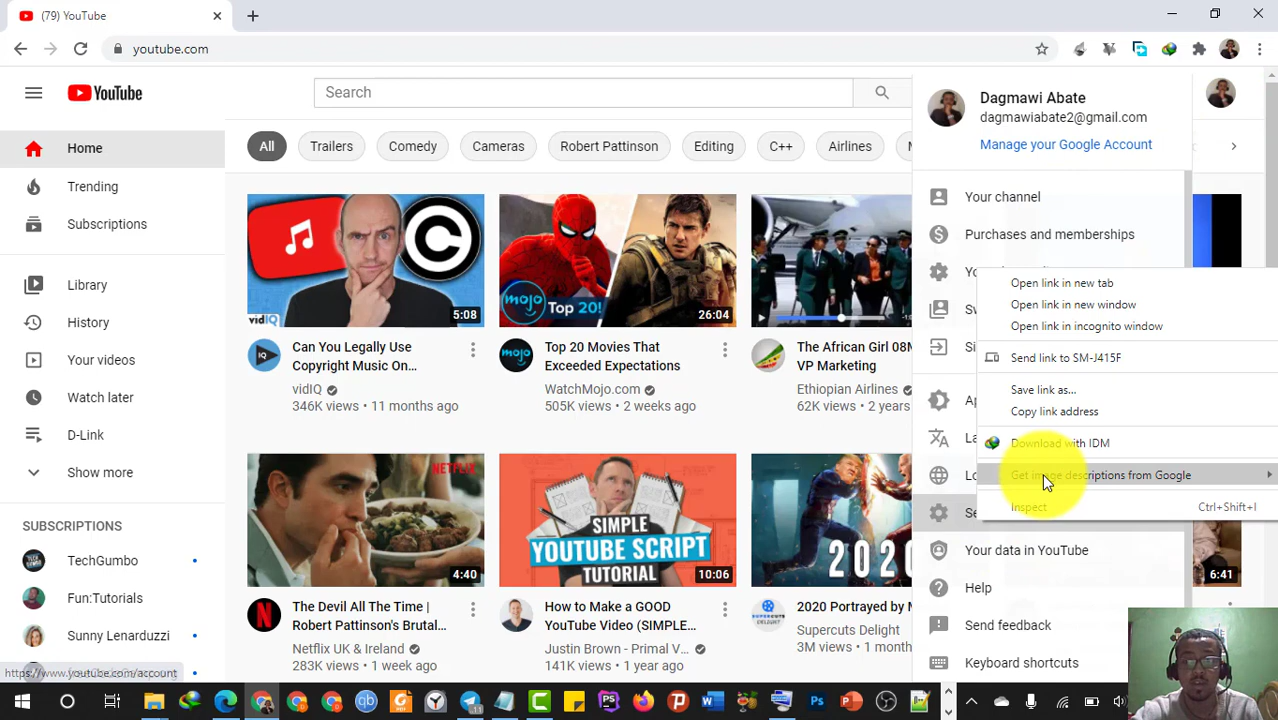 (79) YouTube
youtube.com
YouTube
Search
Dagmawi Abate
dagmawiabate2@gmail.com
Manage your Google Account
Home
Trending
Subscriptions
Library
History
Your videos
Watch later
D-Link
Show more
SUBSCRIPTIONS
TechGumbo
Fun:Tutorials
Sunny Lenarduzzi
https://www.youtube.com/account
All
Trailers
Comedy
Cameras
Robert Pattinson
Editing
C++
Airlines
vidIQ
5:08
Can You Legally Use
Copyright Music On...
vidIQ
346K views • 11 months ago
mojo
TOP 20!
26:04
Top 20 Movies That
Exceeded Expectations
WatchMojo.com
505K views • 2 weeks ago
The African Girl 08M
VP Marketing
Ethiopian Airlines
62K views • 2 years
NETFLIX
4:40
The Devil All The Time |
Robert Pattinson's Brutal...
Netflix UK & Ireland
283K views • 1 week ago
SIMPLE
YOUTUBE SCRIPT
TUTORIAL
10:06
How to Make a GOOD
YouTube Video (SIMPLE...
Justin Brown - Primal V...
141K views • 1 year ago
2020
2020 Portrayed by M
Supercuts Delight
3M views • 1 month
6:41
Your channel
Purchases and memberships
Open link in new tab
Open link in new window
Open link in incognito window
Send link to SM-J415F
Save link as...
Copy link address
Download with IDM
Get image descriptions from Google
Inspect Ctrl+Shift+I
Your data in YouTube
Help
Send feedback
Keyboard shortcuts